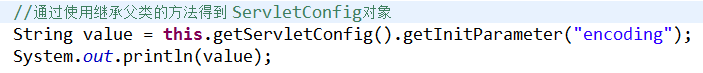 //通过使用继承父类的方法得到 ServletConfig对象
String value = this.getServletConfig().getInitParameter("encoding");
System.out.println(value);